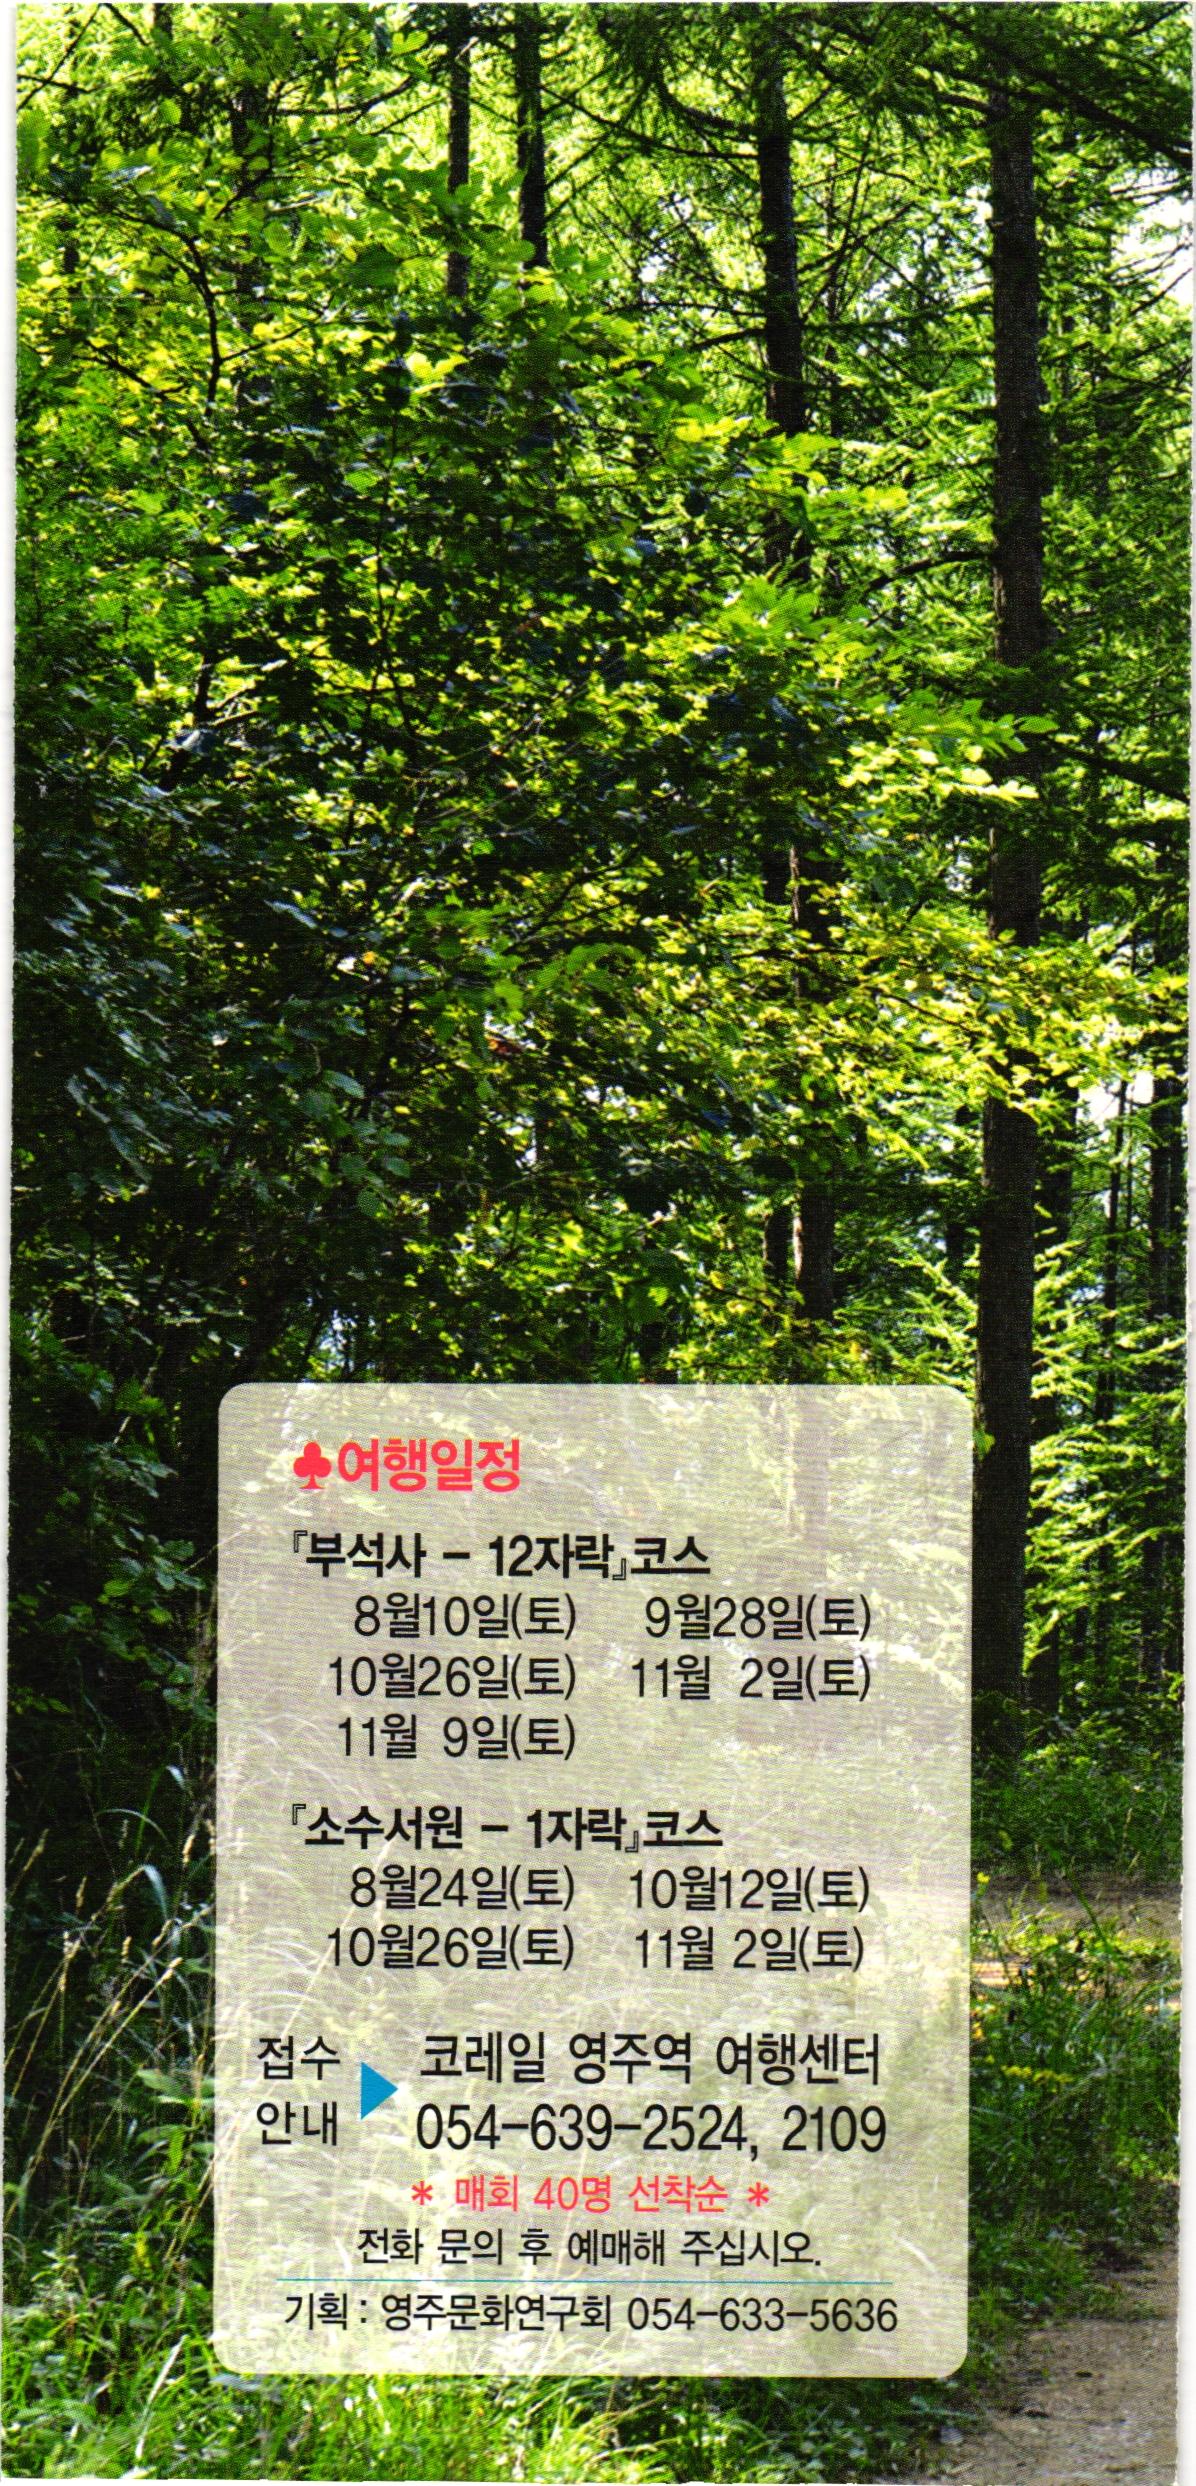 ♣여행일정
『부석사 - 12자락』코스
8월10일(토) 9월28일(토)
10월26일(토) 11월 2일(토)
11월 9일(토)
『소수서원 - 1자락』코스
8월24일(토) 10월12일(토)
10월26일(토) 11월 2일(토)
접수 안내 ▶ 코레일 영주역 여행센터
054-639-2524, 2109
* 매회 40명 선착순 *
전화 문의 후 예매해 주십시오.
기획 : 영주문화연구회 054-633-5636